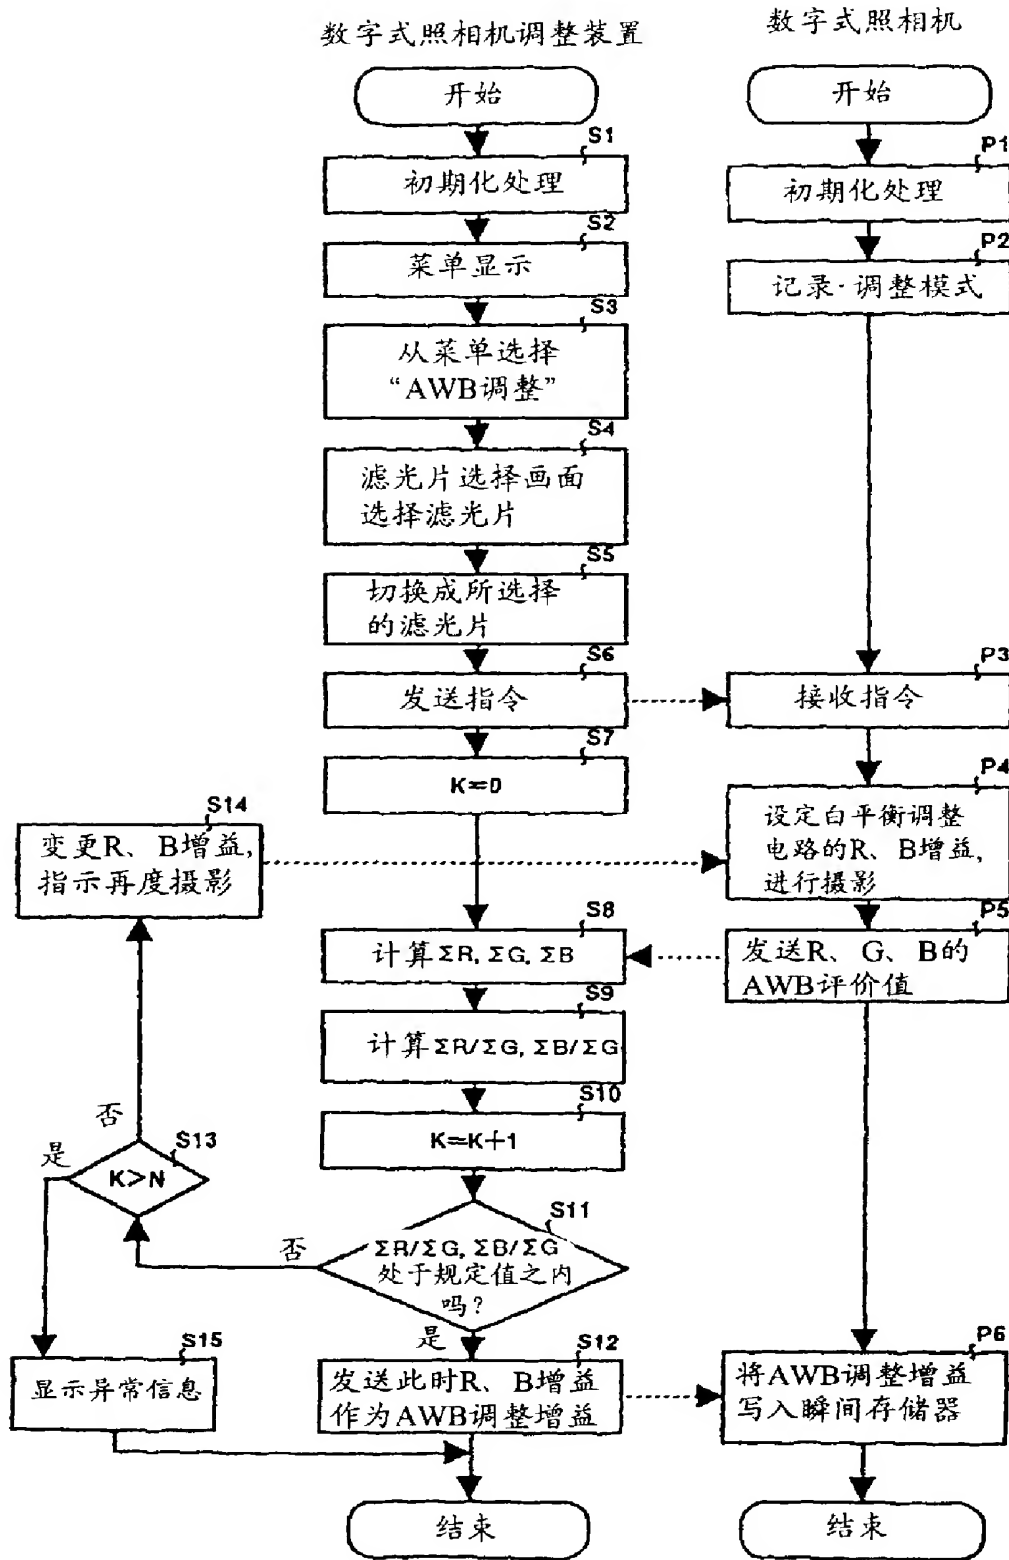 数字式照相机调整装置
开始
S1
初期化处理
S2
菜单显示
S3
从菜单选择
“AWB调整”
S4
滤光片选择画面
选择滤光片
S5
切换成所选择
的滤光片
S6
发送指令
S7
K=0
S8
计算ΣR, ΣG, ΣB
S9
计算ΣR/ΣG, ΣB/ΣG
S10
K=K+1
S11
ΣR/ΣG, ΣB/ΣG
处于规定值之内
吗?
否
是
S12
发送此时R、B增益
作为AWB调整增益
结束
S13
K>N
否
是
S14
变更R、B增益,
指示再度摄影
S15
显示异常信息
数字式照相机
开始
P1
初期化处理
P2
记录·调整模式
P3
接收指令
P4
设定白平衡调整
电路的R、B增益,
进行摄影
P5
发送R、G、B的
AWB评价值
P6
将AWB调整增益
写入瞬间存储器
结束